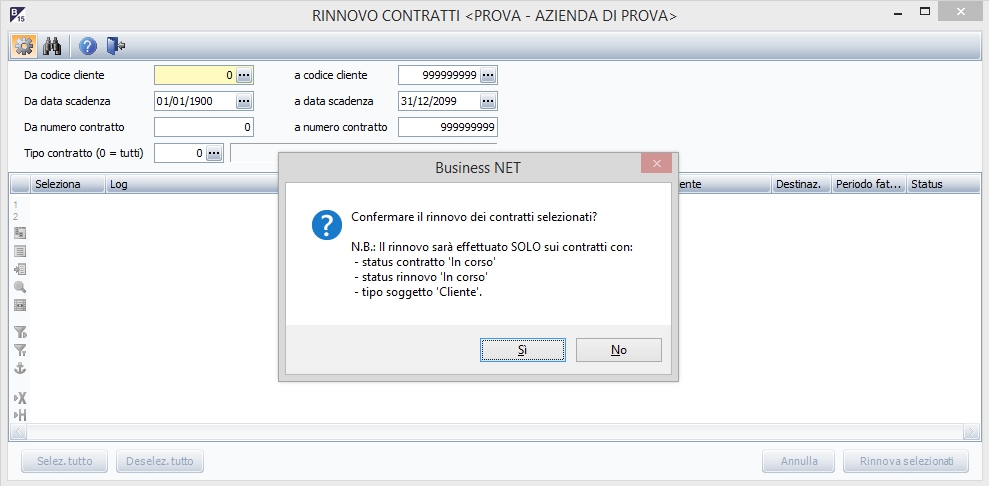 B 15
RINNOVO CONTRATTI <PROVA - AZIENDA DI PROVA>
Da codice cliente 0 ... a codice cliente 999999999 ...
Da data scadenza 01/01/1900 ... a data scadenza 31/12/2099 ...
Da numero contratto 0 a numero contratto 999999999
Tipo contratto (0 = tutti) 0 ...
Business NET
Seleziona Log ente Destinaz. Periodo fat... Status
1
2
Confermare il rinnovo dei contratti selezionati?
N.B.: Il rinnovo sarà effettuato SOLO sui contratti con:
- status contratto 'In corso'
- status rinnovo 'In corso'
- tipo soggetto 'Cliente'.
Sì No
Selez. tutto Deselez. tutto Annulla Rinnova selezionati